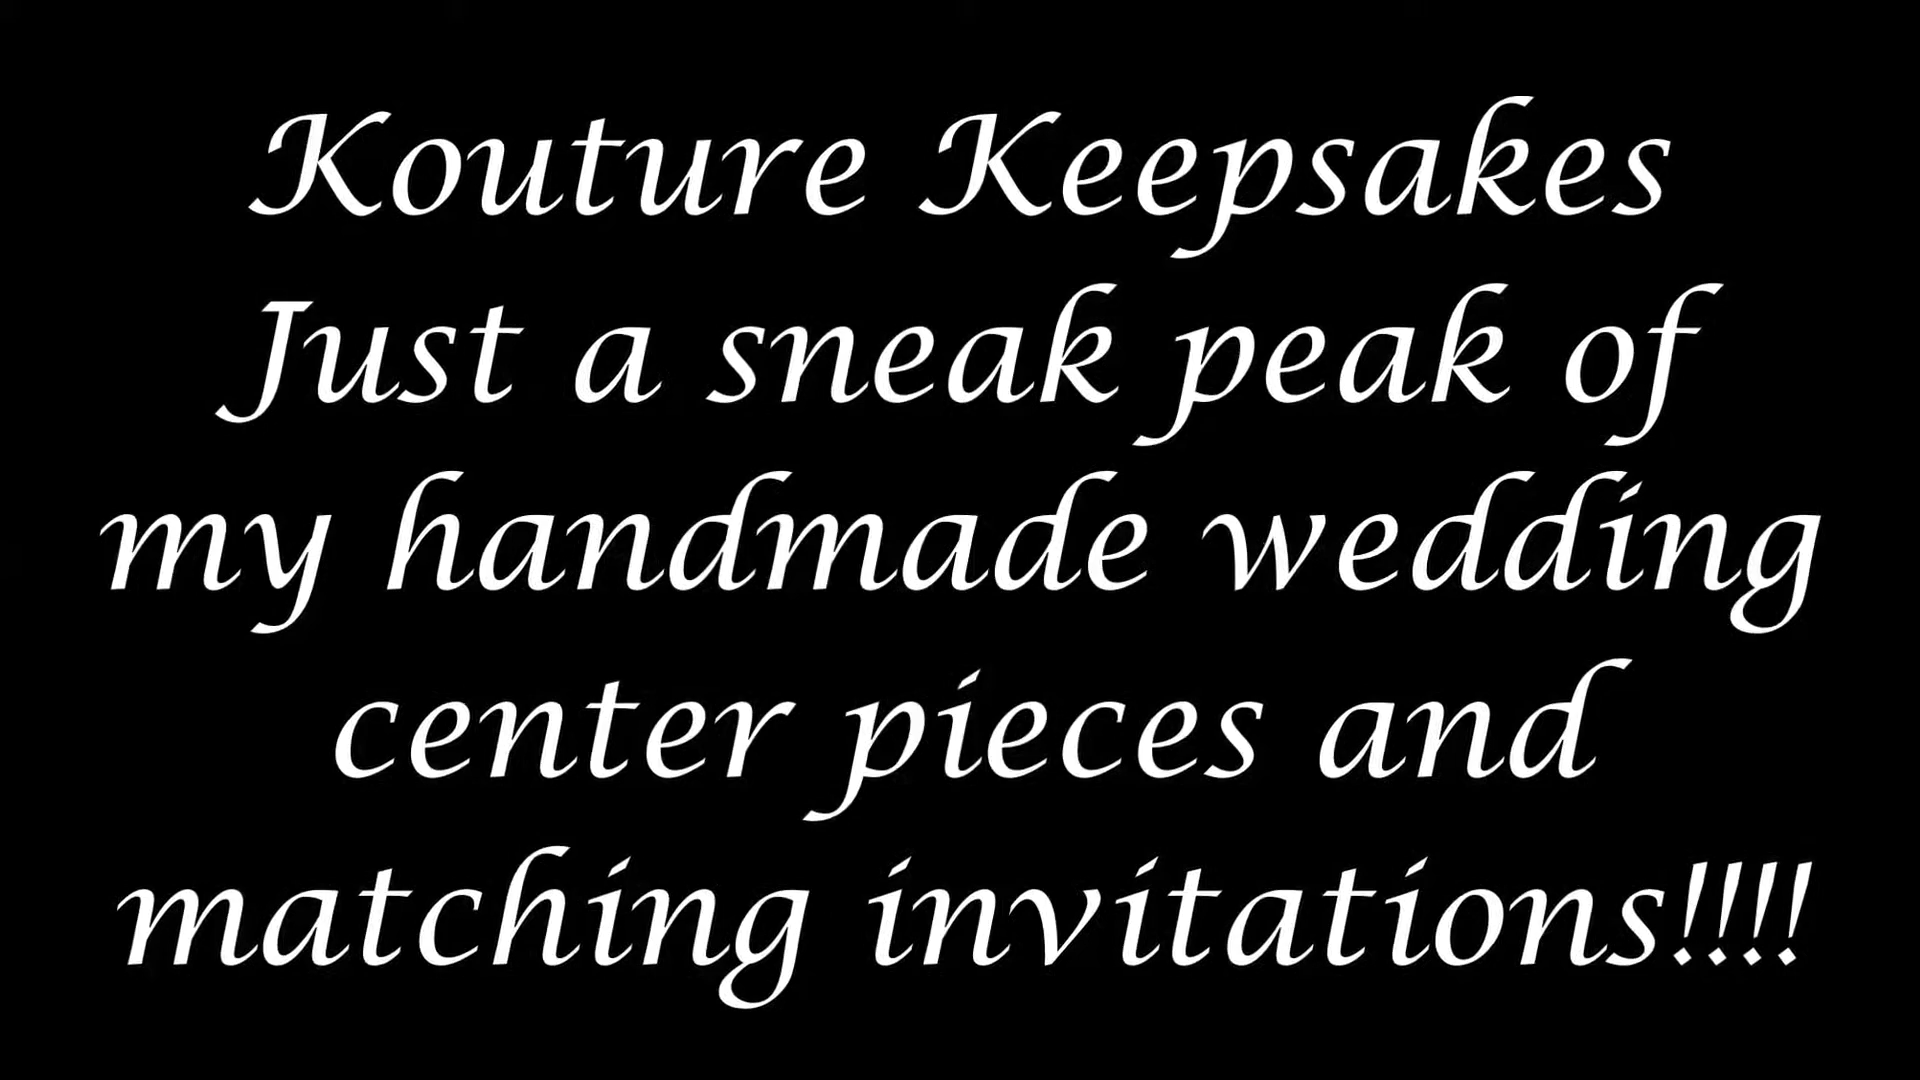 Kouture Keepsakes
Just a sneak peak of
my handmade wedding
center pieces and
matching invitations!!!!